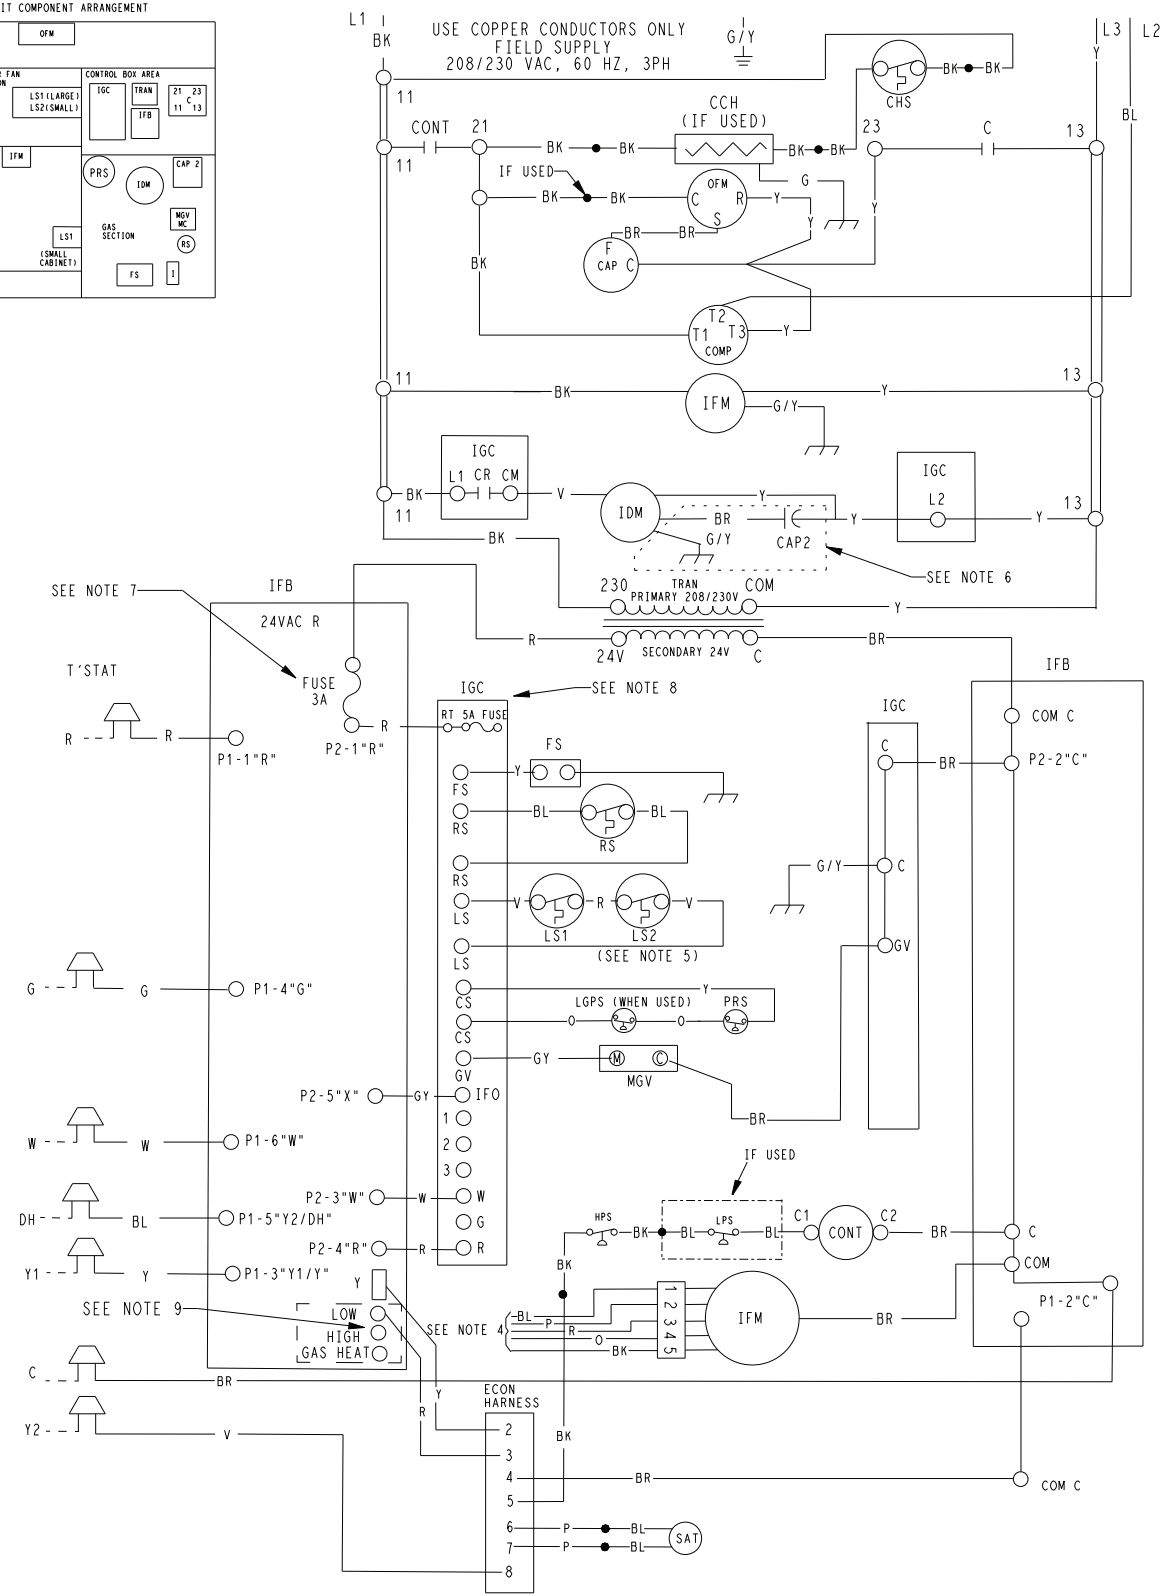 IT COMPONENT ARRANGEMENT
OFM
FAN
ON
LS1 (LARGE)
LS2(SMALL)
IFM
LS1
(SMALL
CABINET)
CONTROL BOX AREA
IGC
TRAN
IFB
21 23
C
11 13
PRS
IDM
CAP 2
GAS
SECTION
MGV
MC
RS
FS
I
L1
BK
USE COPPER CONDUCTORS ONLY
FIELD SUPPLY
208/230 VAC, 60 HZ, 3PH
G/Y
L3
L2
Y
BL
CHS
BK
BK
11
CONT
21
11
BK
BK
CCH
(IF USED)
BK
BK
23
C
13
IF USED
BK
BK
G
C
OFM
R
S
Y
Y
Y
BR
BR
F
CAP C
BK
T2
T1
T3
COMP
Y
11
BK
IFM
Y
13
G/Y
IGC
L1 CR CM
BK
11
V
IDM
Y
BR
G/Y
CAP2
Y
IGC
L2
Y
13
SEE NOTE 6
BK
230
TRAN
COM
PRIMARY 208/230V
Y
R
24V
SECONDARY 24V
C
BR
SEE NOTE 7
IFB
24VAC R
FUSE
3A
P2-1"R"
R
T'STAT
R
R
P1-1"R"
IGC
SEE NOTE 8
RT 5A FUSE
FS
Y
FS
RS
BL
BL
RS
RS
LS
V
R
V
LS1
LS2
(SEE NOTE 5)
LS
CS
Y
LGPS (WHEN USED)
PRS
CS
O
O
GV
GY
M
C
MGV
BR
IGC
C
BR
G/Y
C
GV
IFB
COM C
P2-2"C"
G
G
P1-4"G"
P2-5"X"
GY
IFO
1
2
3
W
W
P1-6"W"
P2-3"W"
W
W
G
DH
BL
P1-5"Y2/DH"
P2-4"R"
R
R
Y1
Y
P1-3"Y1/Y"
Y
SEE NOTE 9
LOW
HIGH
GAS HEAT
IF USED
HPS
BK
BL
LPS
BL
C1
CONT
C2
BR
C
COM
BK
P1-2"C"
SEE NOTE 4
BL
P
R
O
BK
1
2
3
4
5
IFM
BR
C
BR
Y
R
Y2
V
ECON
HARNESS
2
3
4
5
6
7
8
BK
BR
COM C
P
BL
P
BL
SAT